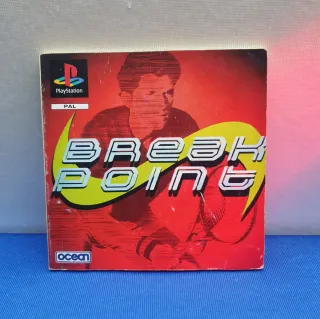 PlayStation
PAL
BREAK
POINT
ocean